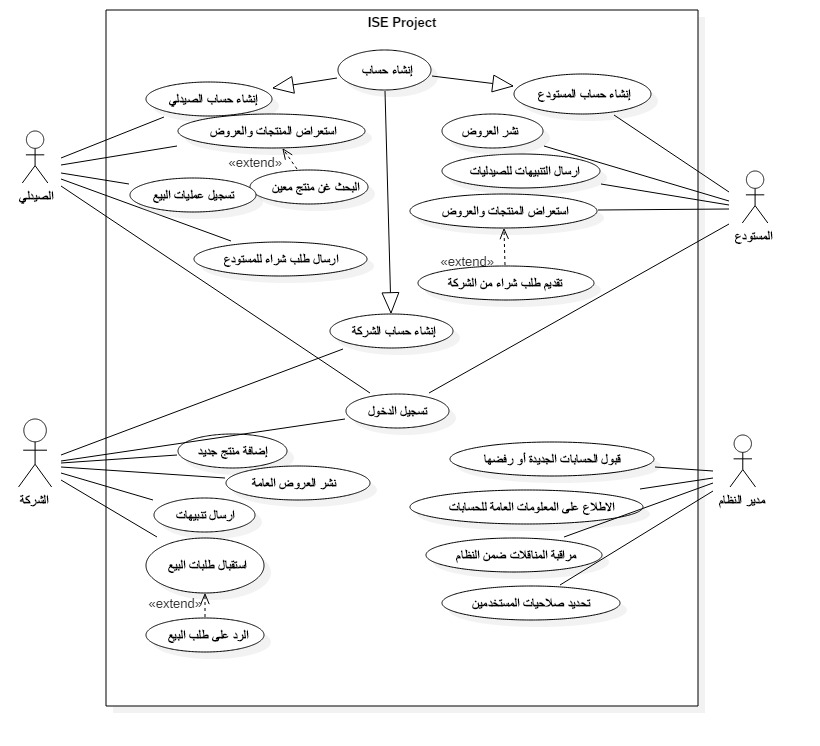 ISE Project
إنشاء حساب
إنشاء حساب الصيدلي
إنشاء حساب المستودع
استعراض المنتجات والعروض
نشر العروض
«extend»
ارسال التنبيهات للصيدليات
الصيدلي
تسجيل عمليات البيع
البحث غن منتج معين
استعراض المنتجات والعروض
المستودع
ارسال طلب شراء للمستودع
«extend»
تقديم طلب شراء من الشركة
إنشاء حساب الشركة
تسجيل الدخول
إضافة منتج جديد
قبول الحسابات الجديدة أو رفضها
نشر العروض العامة
الشركة
مدير النظام
الاطلاع على المعلومات العامة للحسابات
ارسال تنبيهات
استقبال طلبات البيع
مراقبة المناقلات ضمن النظام
«extend»
تحديد صلاحيات المستخدمين
الرد على طلب البيع